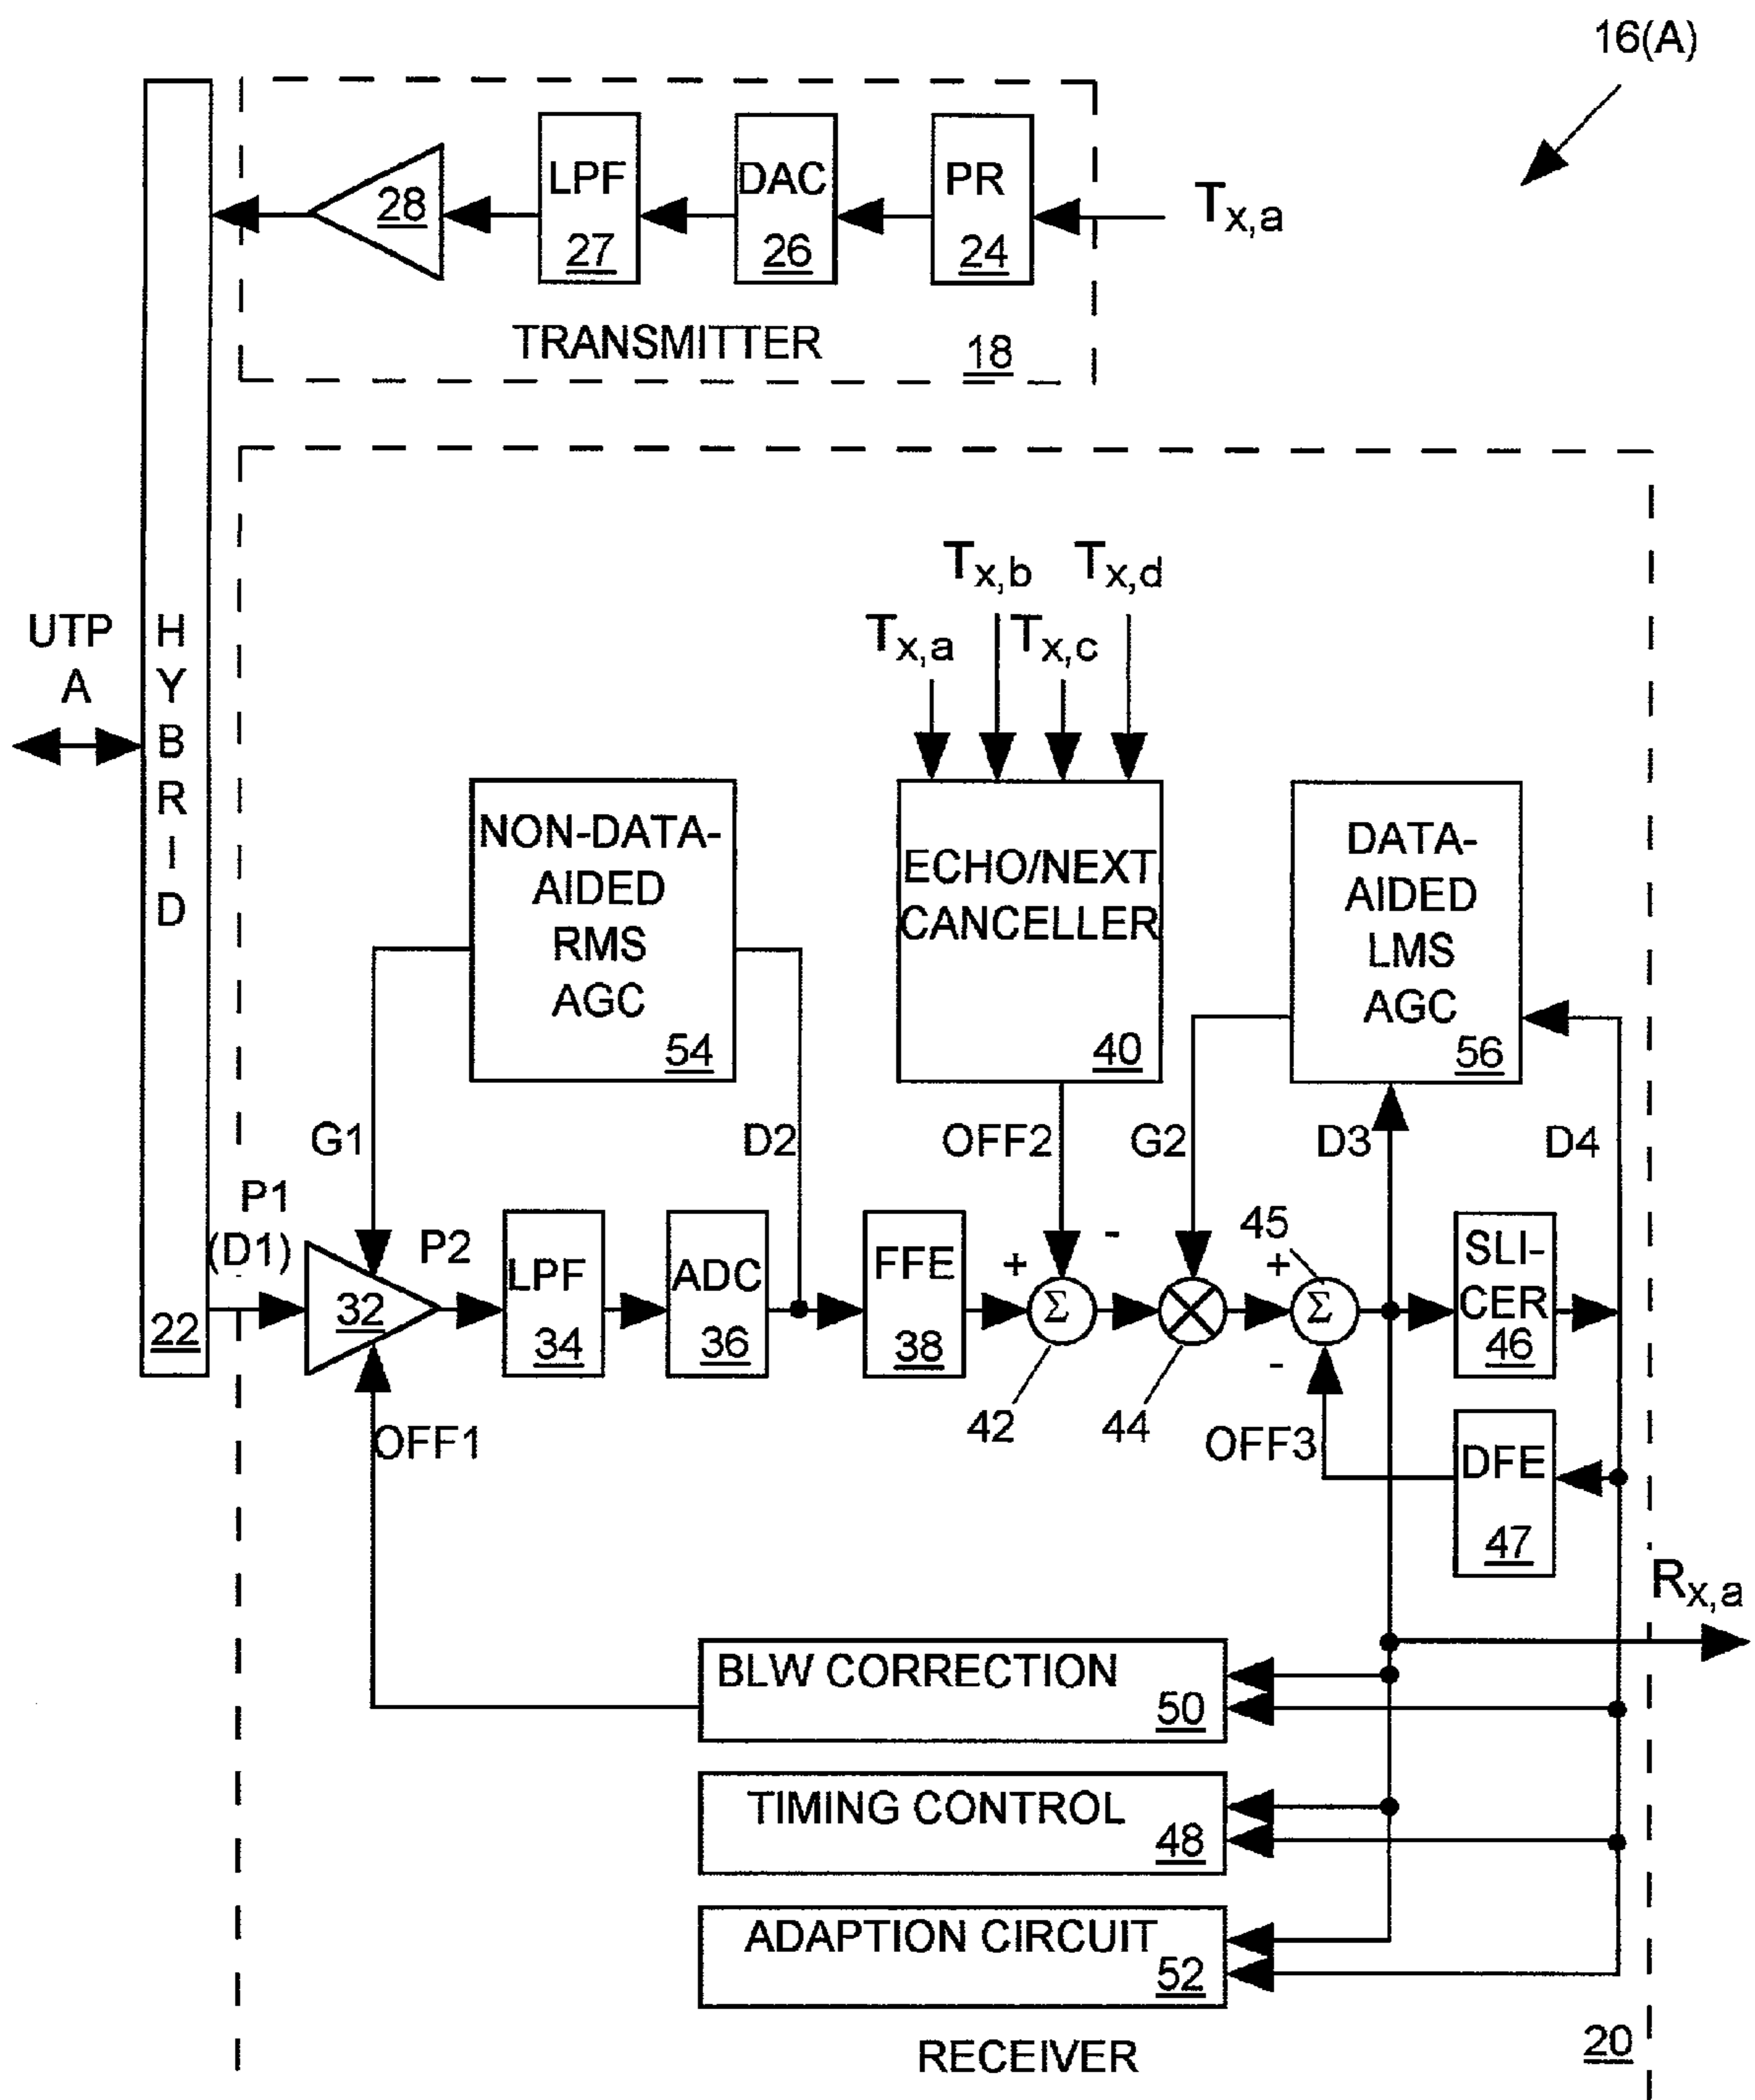 16(A)
28
LPF
27
DAC
26
PR
24
Tx,a
TRANSMITTER
18
UTP
A
HYBRID
22
Tx,b
Tx,d
Tx,a
Tx,c
NON-DATA-
AIDED
RMS
AGC
54
ECHO/NEXT
CANCELLER
40
DATA-
AIDED
LMS
AGC
56
G1
D2
OFF2
G2
D3
D4
P1
(D1)
32
P2
LPF
34
ADC
36
FFE
38
+
-
Σ
42
44
45
+
-
Σ
SLI-
CER
46
OFF1
OFF3
DFE
47
Rx,a
BLW CORRECTION
50
TIMING CONTROL
48
ADAPTION CIRCUIT
52
RECEIVER
20